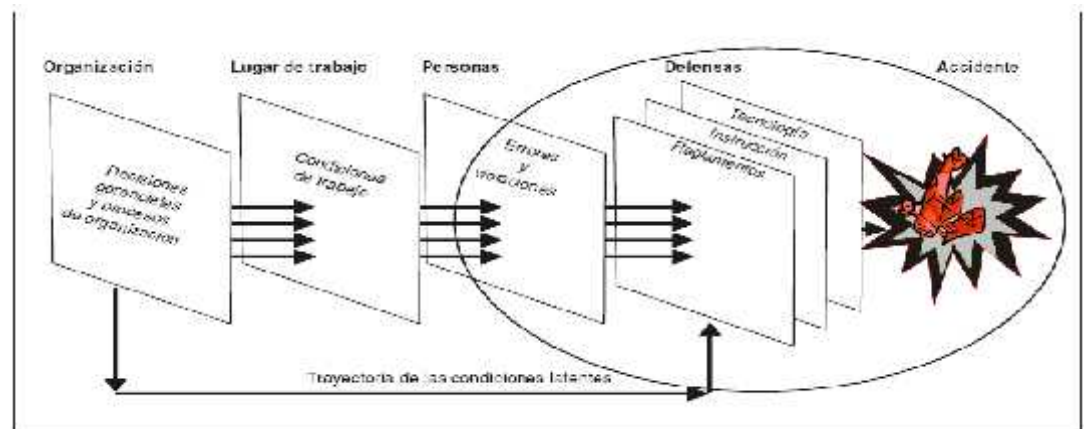 Organización
Lugar de trabajo
Personas
Defensas
Accidente
Decisiones
gerenciales
y procesos
de organización
Condiciones
de trabajo
Errores
y
violaciones
Tecnología
Instrucción
Reglamentos
Trayectoria de las condiciones latentes